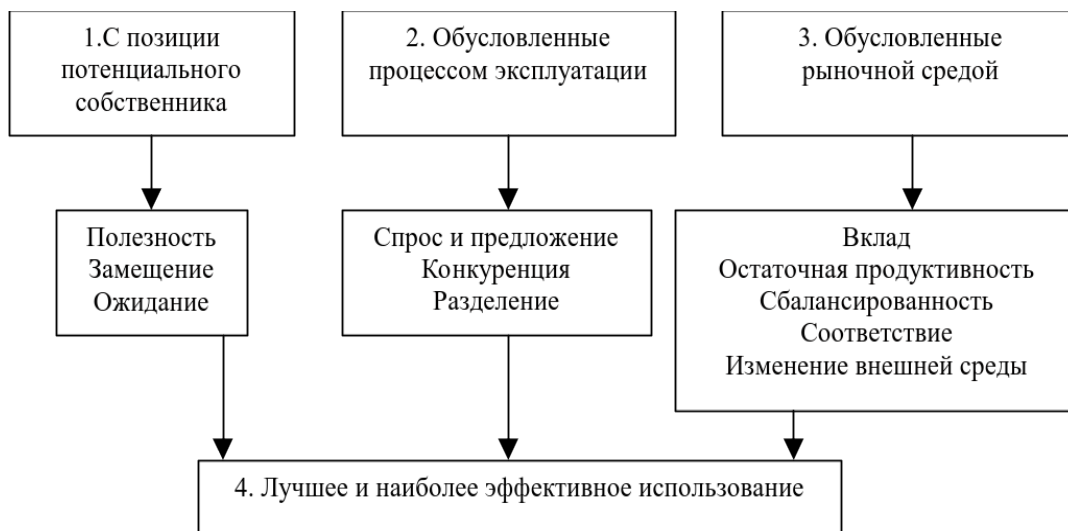 1.С позиции
потенциального
собственника
2. Обусловленные
процессом эксплуатации
3. Обусловленные
рыночной средой
Полезность
Замещение
Ожидание
Спрос и предложение
Конкуренция
Разделение
Вклад
Остаточная продуктивность
Сбалансированность
Соответствие
Изменение внешней среды
4. Лучшее и наиболее эффективное использование